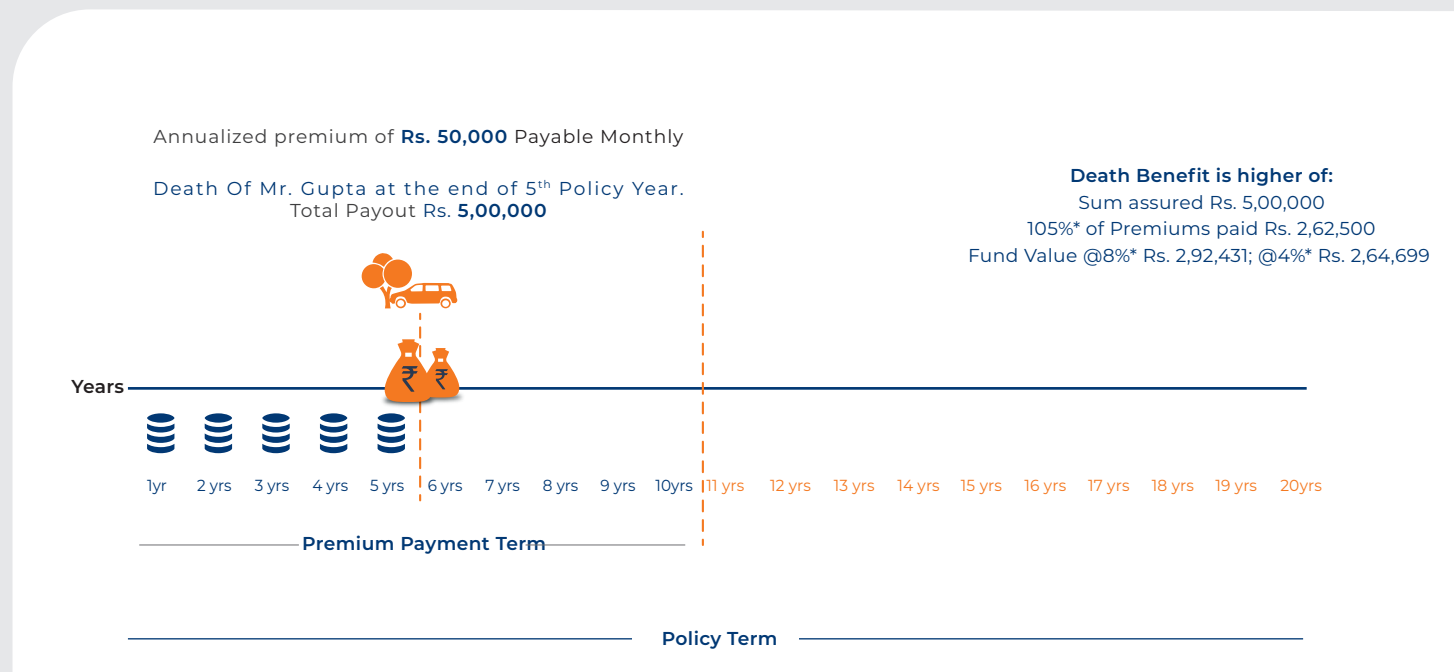 Annualized premium of Rs. 50,000 Payable Monthly
Death Of Mr. Gupta at the end of 5th Policy Year.
Total Payout Rs. 5,00,000
Death Benefit is higher of:
Sum assured Rs. 5,00,000
105%* of Premiums paid Rs. 2,62,500
Fund Value @8%* Rs. 2,92,431; @4%* Rs. 2,64,699
₹ ₹
Years
1yr 2 yrs 3 yrs 4 yrs 5 yrs 6 yrs 7 yrs 8 yrs 9 yrs 10yrs 11 yrs 12 yrs 13 yrs 14 yrs 15 yrs 16 yrs 17 yrs 18 yrs 19 yrs 20yrs
Premium Payment Term
Policy Term